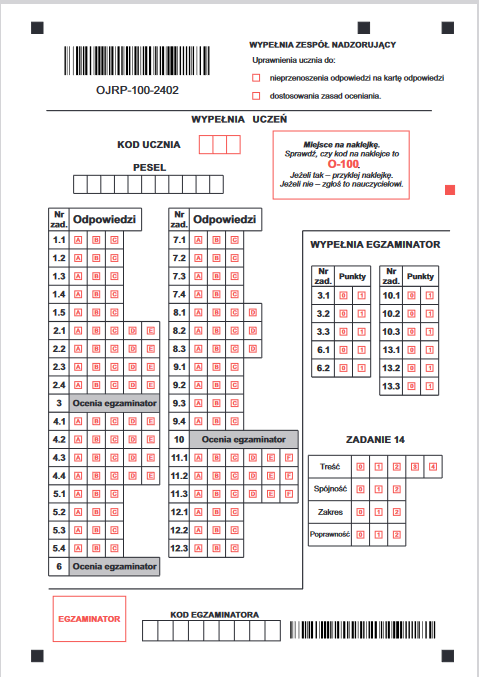 WYPEŁNIA ZESPÓŁ NADZORUJĄCY
Uprawnienia ucznia do:
nieprzenoszenia odpowiedzi na kartę odpowiedzi
dostosowania zasad oceniania.
OJRP-100-2402
WYPEŁNIA UCZEŃ
KOD UCZNIA
PESEL
Miejsce na naklejkę.
Sprawdź, czy kod na naklejce to
O-100.
Jeżeli tak – przyklej naklejkę.
Jeżeli nie – zgłoś to nauczycielowi.
Nr zad. Odpowiedzi
1.1 A B C
1.2 A B C
1.3 A B C
1.4 A B C
1.5 A B C
2.1 A B C D E
2.2 A B C D E
2.3 A B C D E
2.4 A B C D E
3 Ocenia egzaminator
4.1 A B C D E
4.2 A B C D E
4.3 A B C D E
4.4 A B C D E
5.1 A B C
5.2 A B C
5.3 A B C
5.4 A B C
6 Ocenia egzaminator
Nr zad. Odpowiedzi
7.1 A B C
7.2 A B C
7.3 A B C
7.4 A B C
8.1 A B C D
8.2 A B C D
8.3 A B C D
9.1 A B C
9.2 A B C
9.3 A B C
9.4 A B C
10 Ocenia egzaminator
11.1 A B C D E F
11.2 A B C D E F
11.3 A B C D E F
12.1 A B C
12.2 A B C
12.3 A B C
WYPEŁNIA EGZAMINATOR
Nr zad. Punkty
3.1 0 1
3.2 0 1
3.3 0 1
6.1 0 1
6.2 0 1
Nr zad. Punkty
10.1 0 1
10.2 0 1
10.3 0 1
13.1 0 1
13.2 0 1
13.3 0 1
ZADANIE 14
Treść 0 1 2 3 4
Spójność 0 1 2
Zakres 0 1 2
Poprawność 0 1 2
EGZAMINATOR
KOD EGZAMINATORA